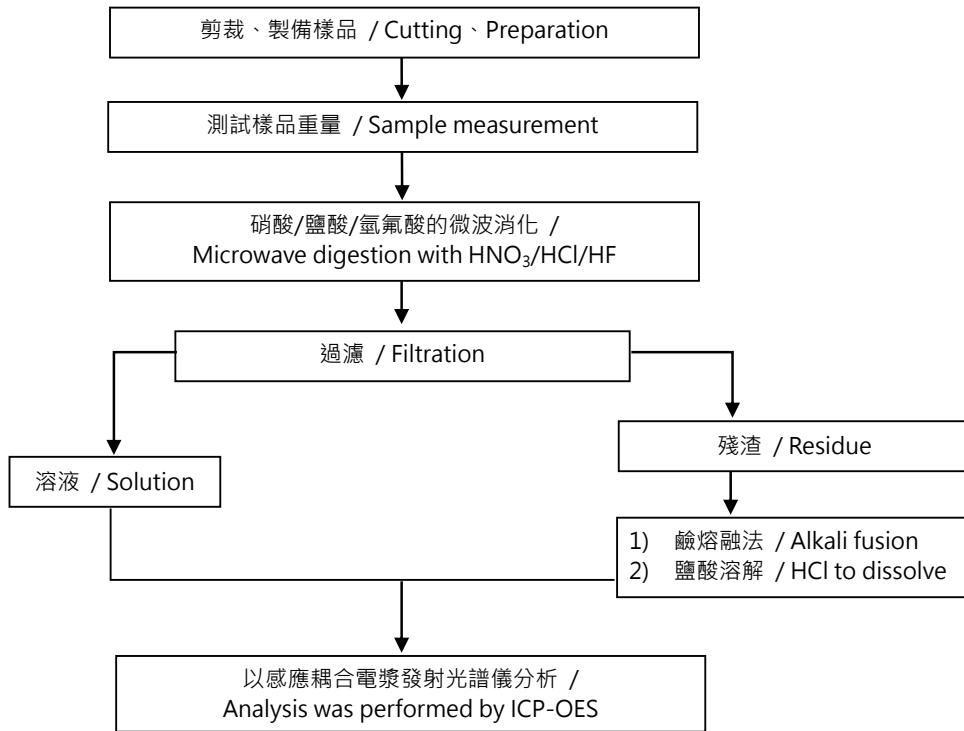 剪裁、製備樣品 / Cutting、Preparation
測試樣品重量 / Sample measurement
硝酸/鹽酸/氫氟酸的微波消化 /
Microwave digestion with HNO₃/HCl/HF
過濾 / Filtration
溶液 / Solution
殘渣 / Residue
1) 鹼熔融法 / Alkali fusion
2) 鹽酸溶解 / HCl to dissolve
以感應耦合電漿發射光譜儀分析 /
Analysis was performed by ICP-OES